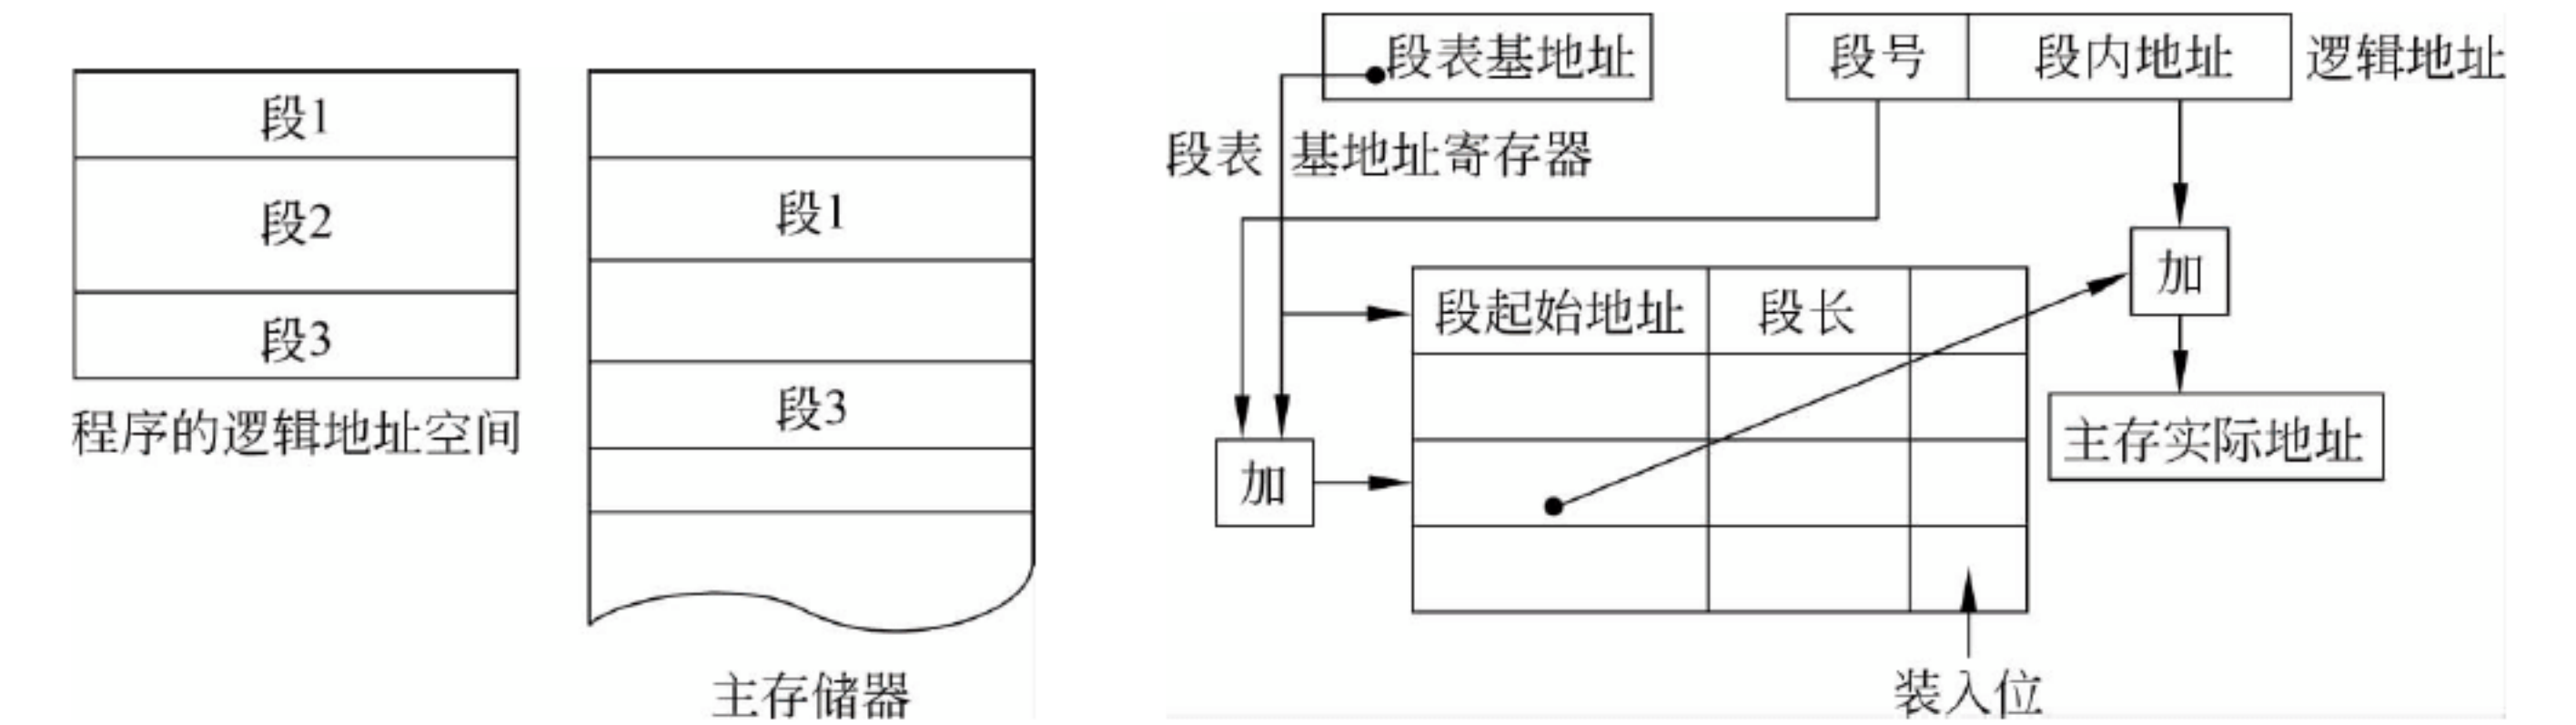 段1
段2
段3
程序的逻辑地址空间
段1
段3
主存储器
段表基地址
段号 段内地址 逻辑地址
段表 基地址寄存器
加
段起始地址 段长
加
主存实际地址
装入位